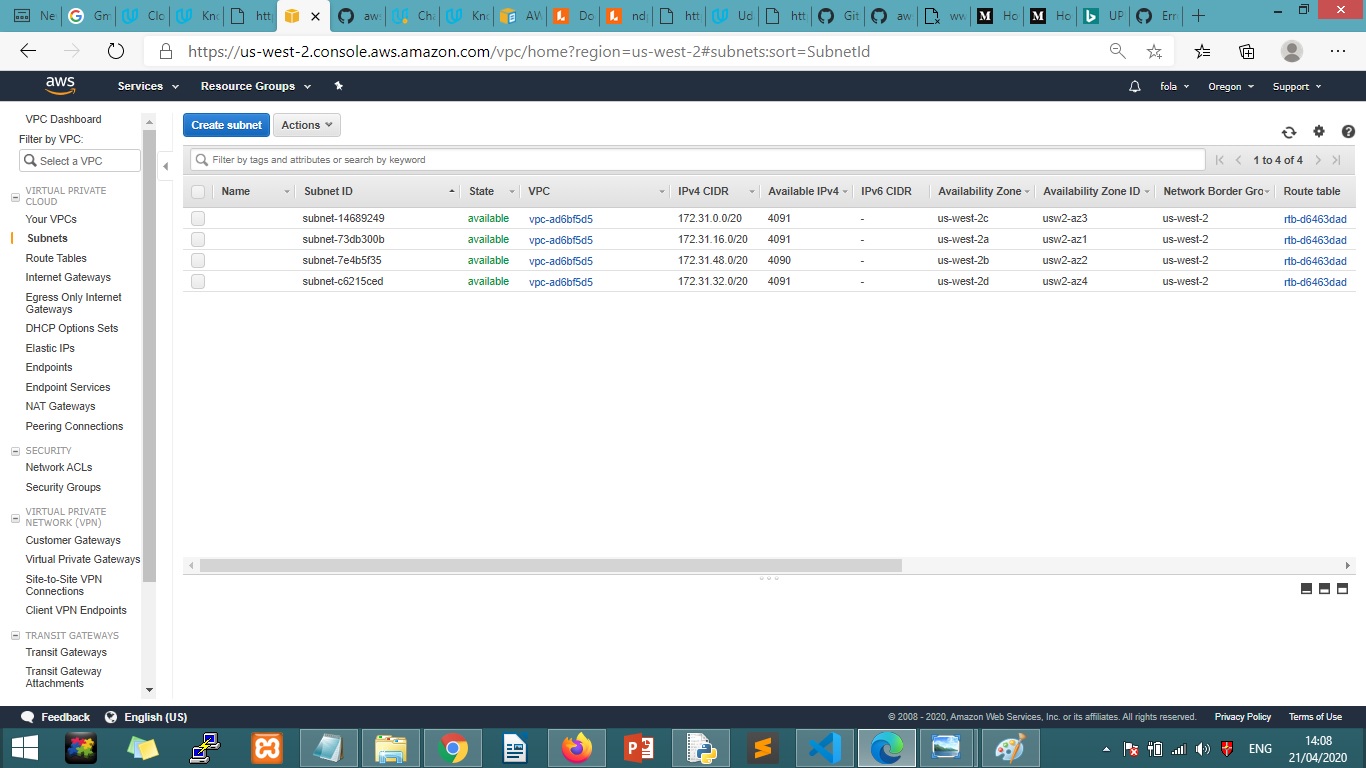 Ne
Gm
Clo
Kno
htt
aws
Cha
Kno
AW
Do
ndj
htt
Ud
htt
Git
aw
ww
Ho
Ho
UP
Err
https://us-west-2.console.aws.amazon.com/vpc/home?region=us-west-2#subnets:sort=SubnetId
aws
Services
Resource Groups
fola
Oregon
Support
VPC Dashboard
Filter by VPC:
Select a VPC
VIRTUAL PRIVATE
CLOUD
Your VPCs
Subnets
Route Tables
Internet Gateways
Egress Only Internet
Gateways
DHCP Options Sets
Elastic IPs
Endpoints
Endpoint Services
NAT Gateways
Peering Connections
SECURITY
Network ACLs
Security Groups
VIRTUAL PRIVATE
NETWORK (VPN)
Customer Gateways
Virtual Private Gateways
Site-to-Site VPN
Connections
Client VPN Endpoints
TRANSIT GATEWAYS
Transit Gateways
Transit Gateway
Attachments
Create subnet Actions
Filter by tags and attributes or search by keyword
1 to 4 of 4
Name Subnet ID State VPC IPv4 CIDR Available IPv4 IPv6 CIDR Availability Zone Availability Zone ID Network Border Gro Route table
subnet-14689249 available vpc-ad6bf5d5 172.31.0.0/20 4091 - us-west-2c usw2-az3 us-west-2 rtb-d6463dad
subnet-73db300b available vpc-ad6bf5d5 172.31.16.0/20 4091 - us-west-2a usw2-az1 us-west-2 rtb-d6463dad
subnet-7e4b5f35 available vpc-ad6bf5d5 172.31.48.0/20 4090 - us-west-2b usw2-az2 us-west-2 rtb-d6463dad
subnet-c6215ced available vpc-ad6bf5d5 172.31.32.0/20 4091 - us-west-2d usw2-az4 us-west-2 rtb-d6463dad
Feedback
English (US)
© 2008 - 2020, Amazon Web Services, Inc. or its affiliates. All rights reserved.
Privacy Policy
Terms of Use
ENG
14:08
21/04/2020